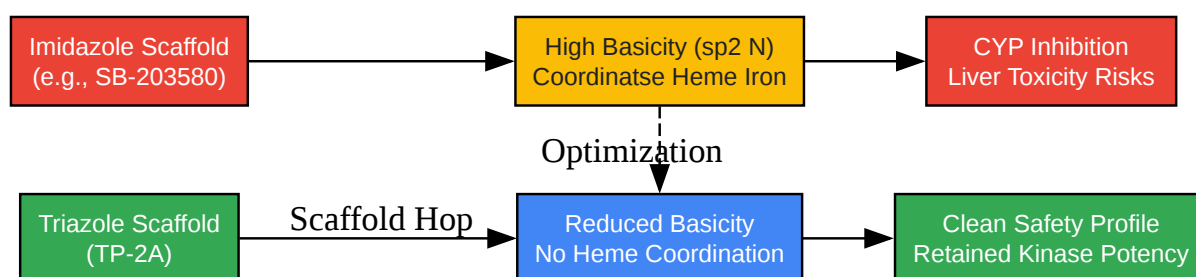 Imidazole Scaffold
(e.g., SB-203580)
High Basicity (sp2 N)
Coordinatse Heme Iron
CYP Inhibition
Liver Toxicity Risks
Optimization
Triazole Scaffold
(TP-2A)
Scaffold Hop
Reduced Basicity
No Heme Coordination
Clean Safety Profile
Retained Kinase Potency